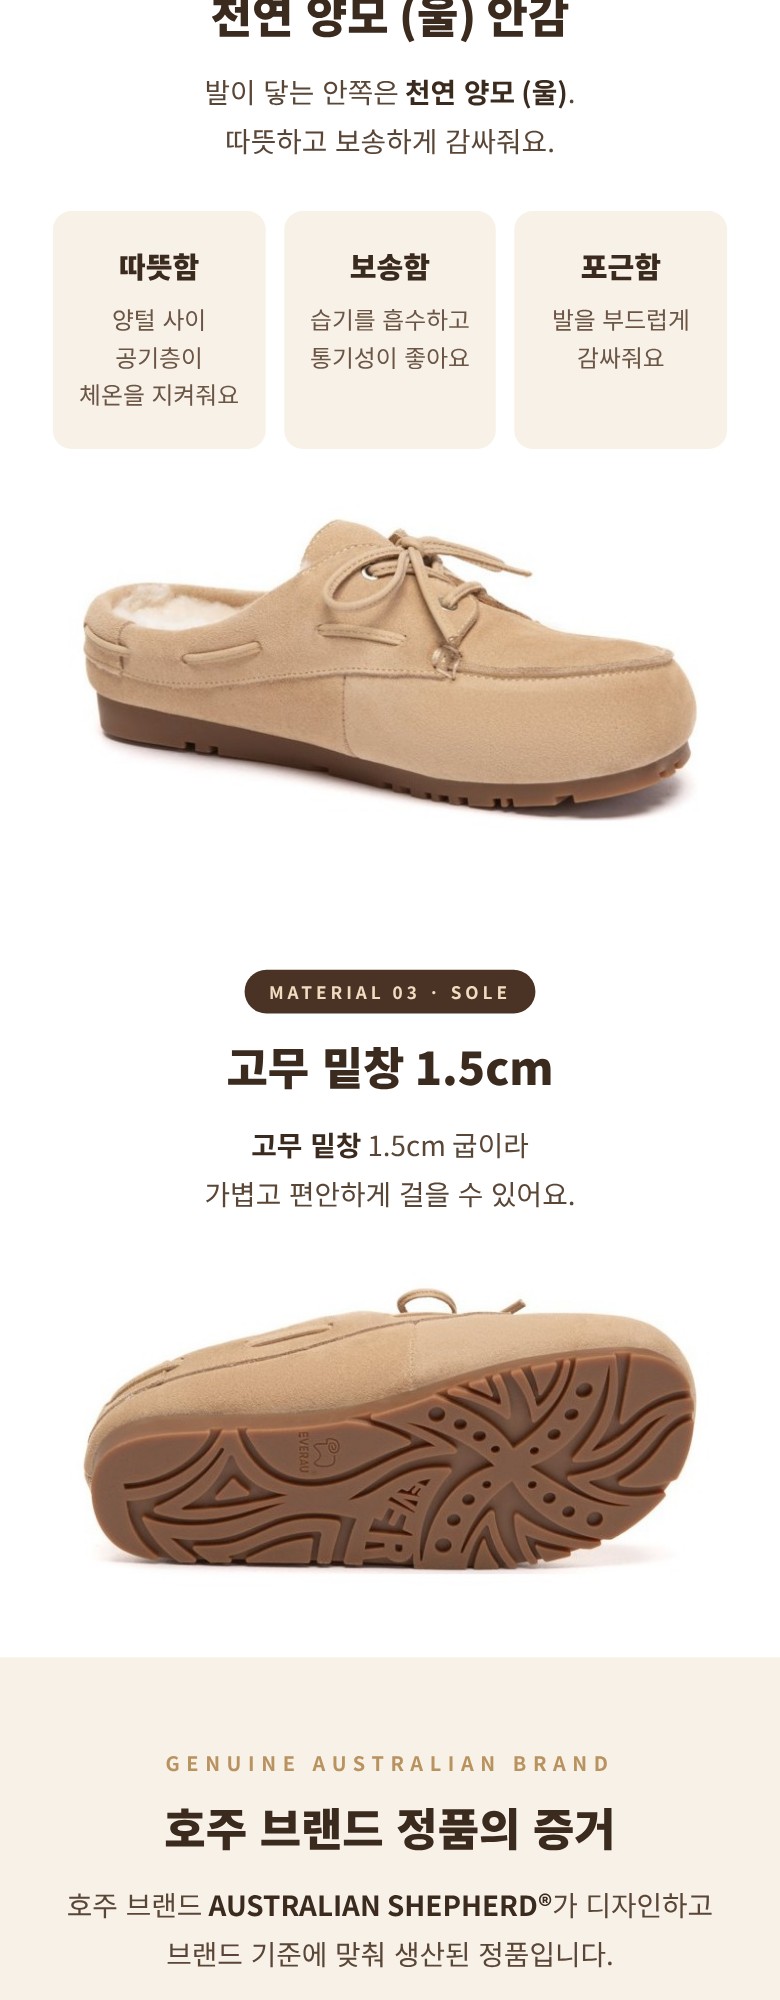 천연 양모 (울) 안감
발이 닿는 안쪽은 천연 양모 (울).
따뜻하고 보송하게 감싸줘요.
따뜻함
양털 사이
공기층이
체온을 지켜줘요
보송함
습기를 흡수하고
통기성이 좋아요
포근함
발을 부드럽게
감싸줘요
MATERIAL 03 · SOLE
고무 밑창 1.5cm
고무 밑창 1.5cm 굽이라
가볍고 편안하게 걸을 수 있어요.
EVERAU
EVER
GENUINE AUSTRALIAN BRAND
호주 브랜드 정품의 증거
호주 브랜드 AUSTRALIAN SHEPHERD®가 디자인하고
브랜드 기준에 맞춰 생산된 정품입니다.